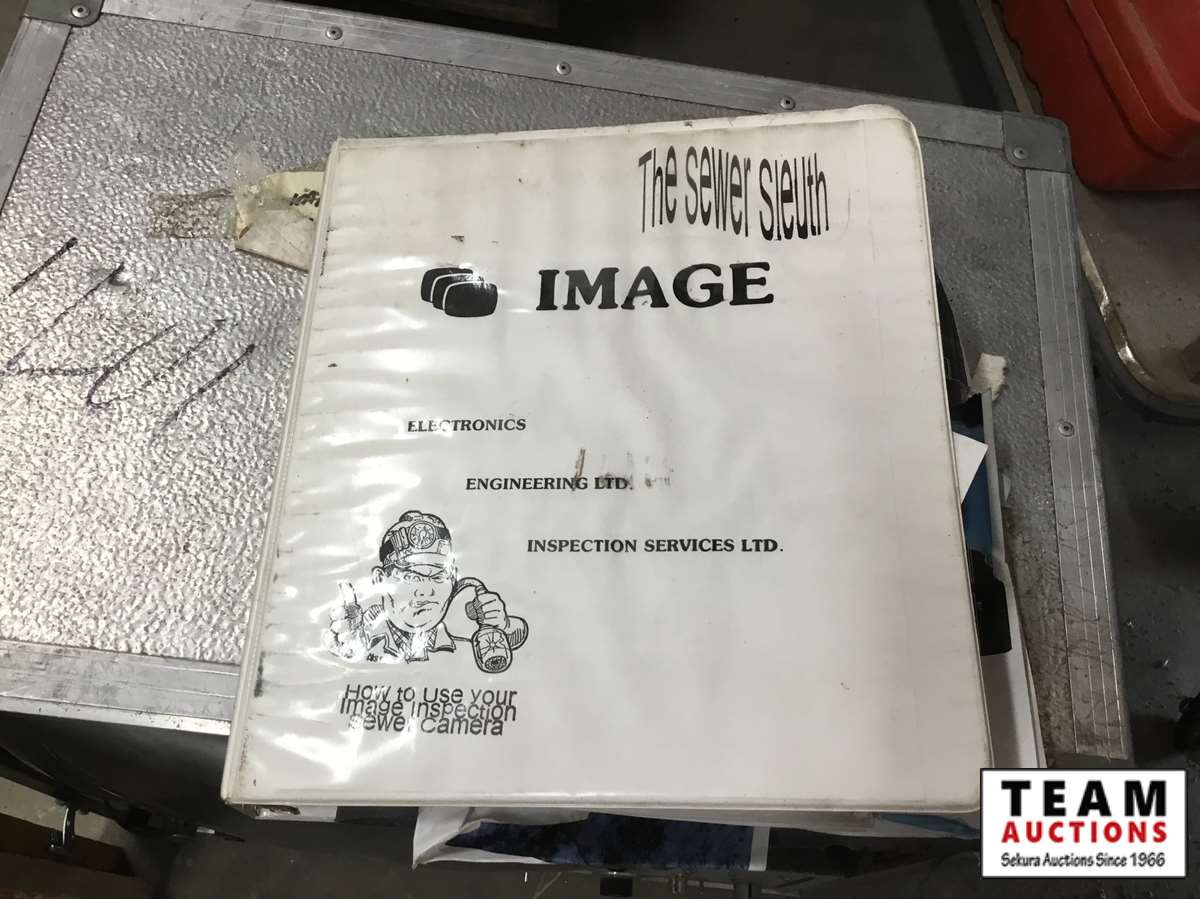 The Sewer Sleuth
IMAGE
ELECTRONICS
ENGINEERING LTD.
INSPECTION SERVICES LTD.
How to Use your
Image Inspection
Sewer Camera
TEAM
AUCTIONS
Sekura Auctions Since 1966